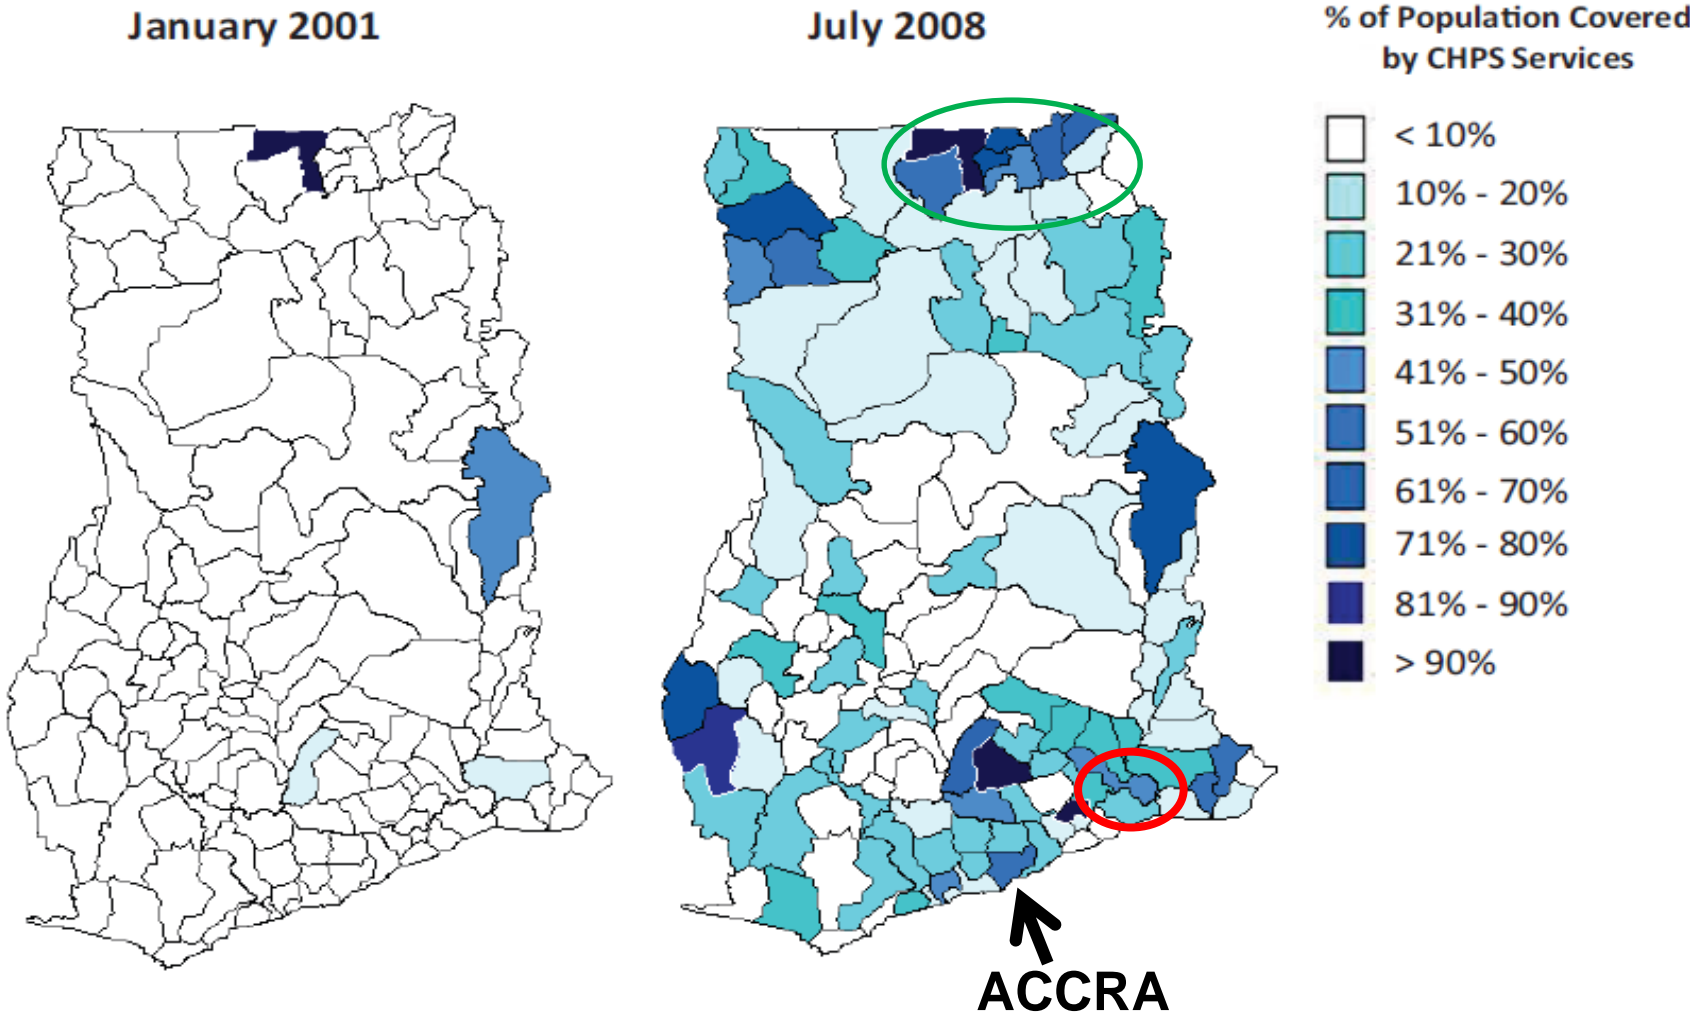 January 2001
July 2008
% of Population Covered
by CHPS Services
< 10%
10% - 20%
21% - 30%
31% - 40%
41% - 50%
51% - 60%
61% - 70%
71% - 80%
81% - 90%
> 90%
ACCRA